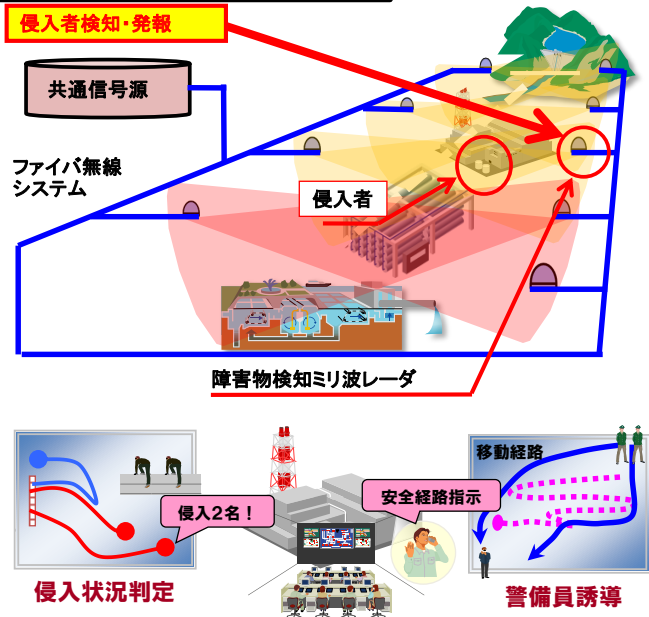 侵入者検知・発報
共通信号源
ファイバ無線
システム
侵入者
障害物検知ミリ波レーダ
侵入2名！
安全経路指示
移動経路
侵入状況判定
警備員誘導